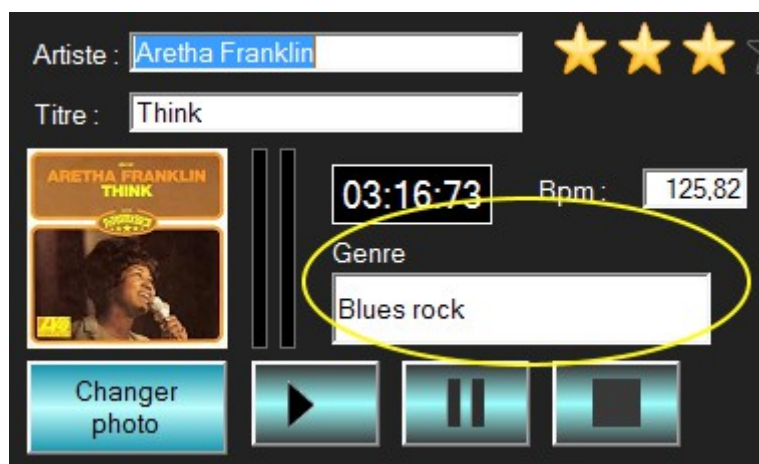 Artiste : Aretha Franklin
Titre : Think
ARETHA FRANKLIN
THINK
03:16:73
Bpm : 125,82
Genre
Blues rock
Changer
photo